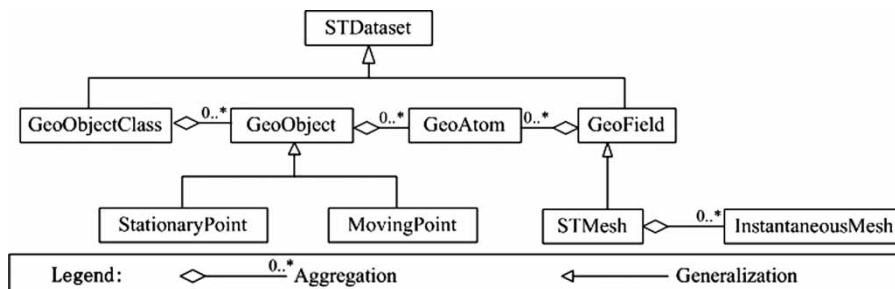 STDataset
GeoObjectClass 0..* GeoObject 0..* GeoAtom 0..* GeoField
StationaryPoint MovingPoint STMesh 0..* InstantaneousMesh
Legend: 0..* Aggregation Generalization